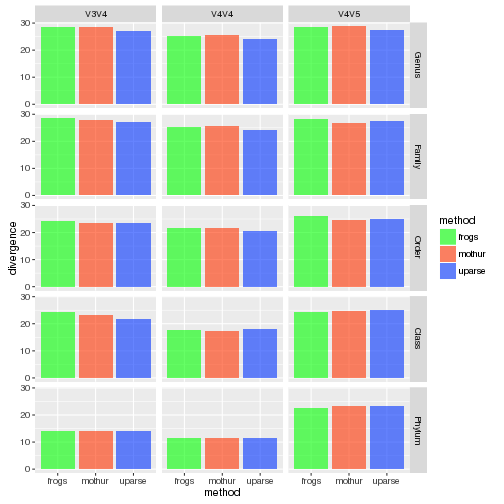 V3V4 V4V4 V4V5
30
20
10
0
Genus
30
20
10
0
Family
30
20
10
0
Order
30
20
10
0
Class
30
20
10
0
Phylum
divergence
frogs mothur uparse frogs mothur uparse frogs mothur uparse
method
method
frogs
mothur
uparse